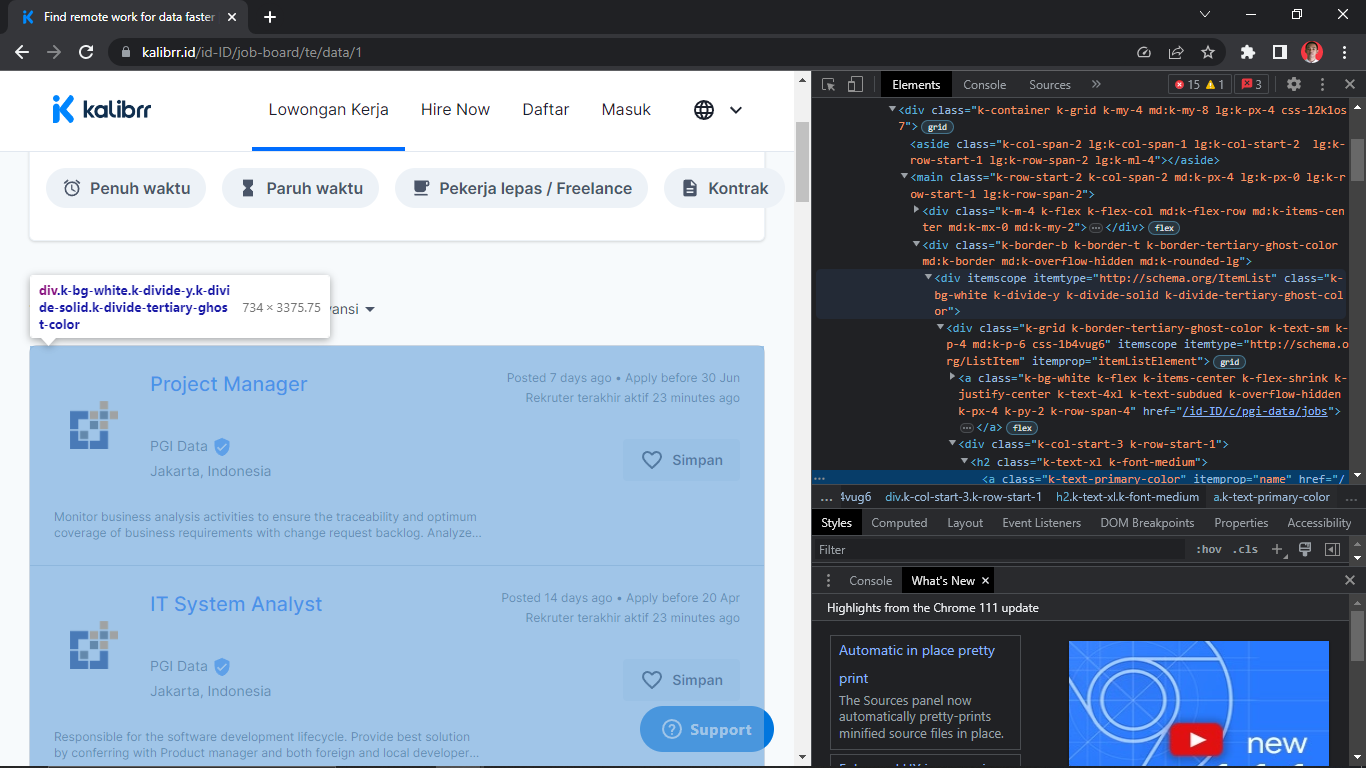 Find remote work for data faster
kalibrr.id/id-ID/job-board/te/data/1
kalibrr
Lowongan Kerja
Hire Now
Daftar
Masuk
Penuh waktu
Paruh waktu
Pekerja lepas / Freelance
Kontrak
div.k-bg-white.k-divide-y.k-divi
de-solid.k-divide-tertiary-ghos
t-color
734 × 3375.75
vansi
Project Manager
Posted 7 days ago • Apply before 30 Jun
Rekruter terakhir aktif 23 minutes ago
PGI Data
Jakarta, Indonesia
Simpan
Monitor business analysis activities to ensure the traceability and optimum
coverage of business requirements with change request backlog. Analyze...
IT System Analyst
Posted 14 days ago • Apply before 20 Apr
Rekruter terakhir aktif 23 minutes ago
PGI Data
Jakarta, Indonesia
Simpan
Support
Responsible for the software development lifecycle. Provide best solution
by conferring with Product manager and both foreign and local developer...
Elements
Console
Sources
15
1
3
<div class="k-container k-grid k-my-4 md:k-my-8 lg:k-px-4 css-12klos
7"> grid
<aside class="k-col-span-2 lg:k-col-span-1 lg:k-col-start-2 lg:k-
row-start-1 lg:k-row-span-2 lg:k-ml-4"></aside>
<main class="k-row-start-2 k-col-span-2 md:k-px-4 lg:k-px-0 lg:k-r
ow-start-1 lg:k-row-span-2">
<div class="k-m-4 k-flex k-flex-col md:k-flex-row md:k-items-cen
ter md:k-mx-0 md:k-my-2">…</div> flex
<div class="k-border-b k-border-t k-border-tertiary-ghost-color
md:k-border md:k-overflow-hidden md:k-rounded-lg">
<div itemscope itemtype="http://schema.org/ItemList" class="k-
bg-white k-divide-y k-divide-solid k-divide-tertiary-ghost-col
or">
<div class="k-grid k-border-tertiary-ghost-color k-text-sm k-
p-4 md:k-p-6 css-1b4vug6" itemscope itemtype="http://schema.o
rg/ListItem" itemprop="itemListElement"> grid
<a class="k-bg-white k-flex k-items-center k-flex-shrink k-
justify-center k-text-4xl k-text-subdued k-overflow-hidden
k-px-4 k-py-2 k-row-span-4" href="/id-ID/c/pgi-data/jobs">
…</a> flex
<div class="k-col-start-3 k-row-start-1">
<h2 class="k-text-xl k-font-medium">
<a class="k-text-primary-color" itemprop="name" href="/
… 4vug6 div.k-col-start-3.k-row-start-1 h2.k-text-xl.k-font-medium a.k-text-primary-color …
Styles
Computed
Layout
Event Listeners
DOM Breakpoints
Properties
Accessibility
Filter
:hov
.cls
Console
What's New
Highlights from the Chrome 111 update
Automatic in place pretty
print
The Sources panel now
automatically pretty-prints
minified source files in place.
new